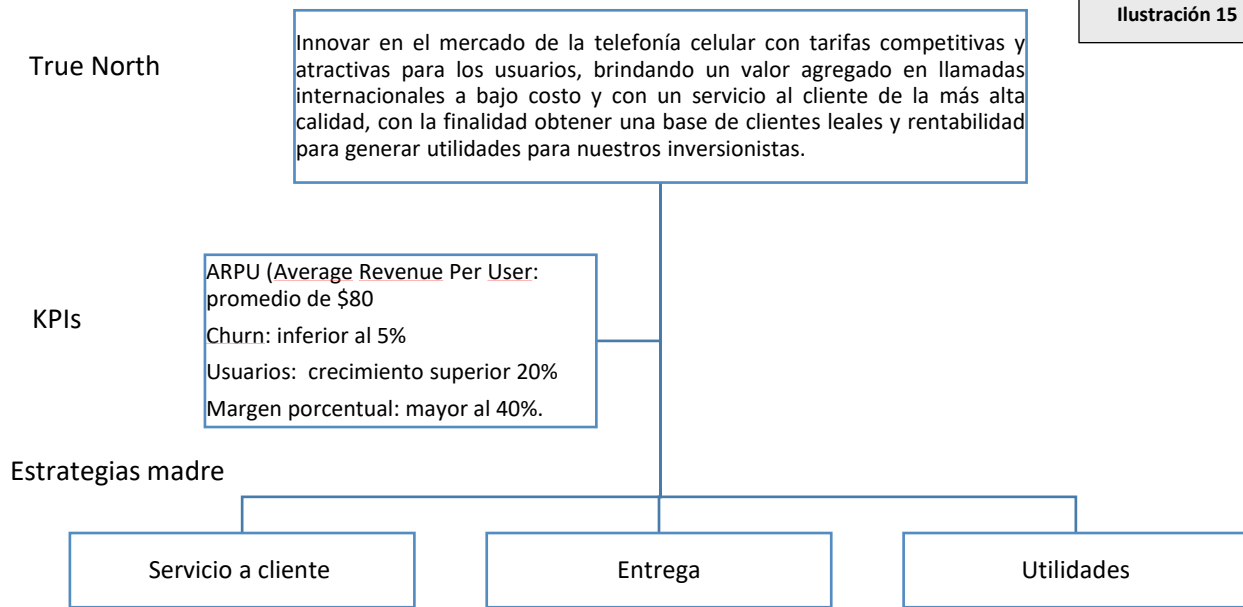 Ilustración 15
True North
Innovar en el mercado de la telefonía celular con tarifas competitivas y
atractivas para los usuarios, brindando un valor agregado en llamadas
internacionales a bajo costo y con un servicio al cliente de la más alta
calidad, con la finalidad obtener una base de clientes leales y rentabilidad
para generar utilidades para nuestros inversionistas.
KPIs
ARPU (Average Revenue Per User:
promedio de $80
Churn: inferior al 5%
Usuarios: crecimiento superior 20%
Margen porcentual: mayor al 40%.
Estrategias madre
Servicio a cliente
Entrega
Utilidades